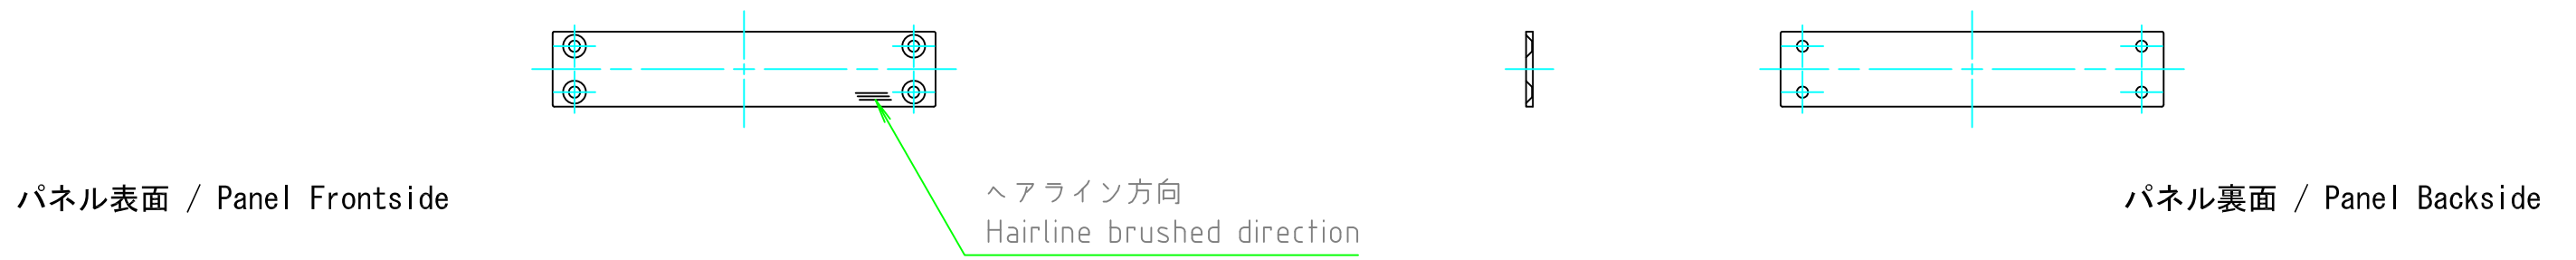 パネル表面 / Panel Frontside
ヘアライン方向
Hairline brushed direction
パネル裏面 / Panel Backside